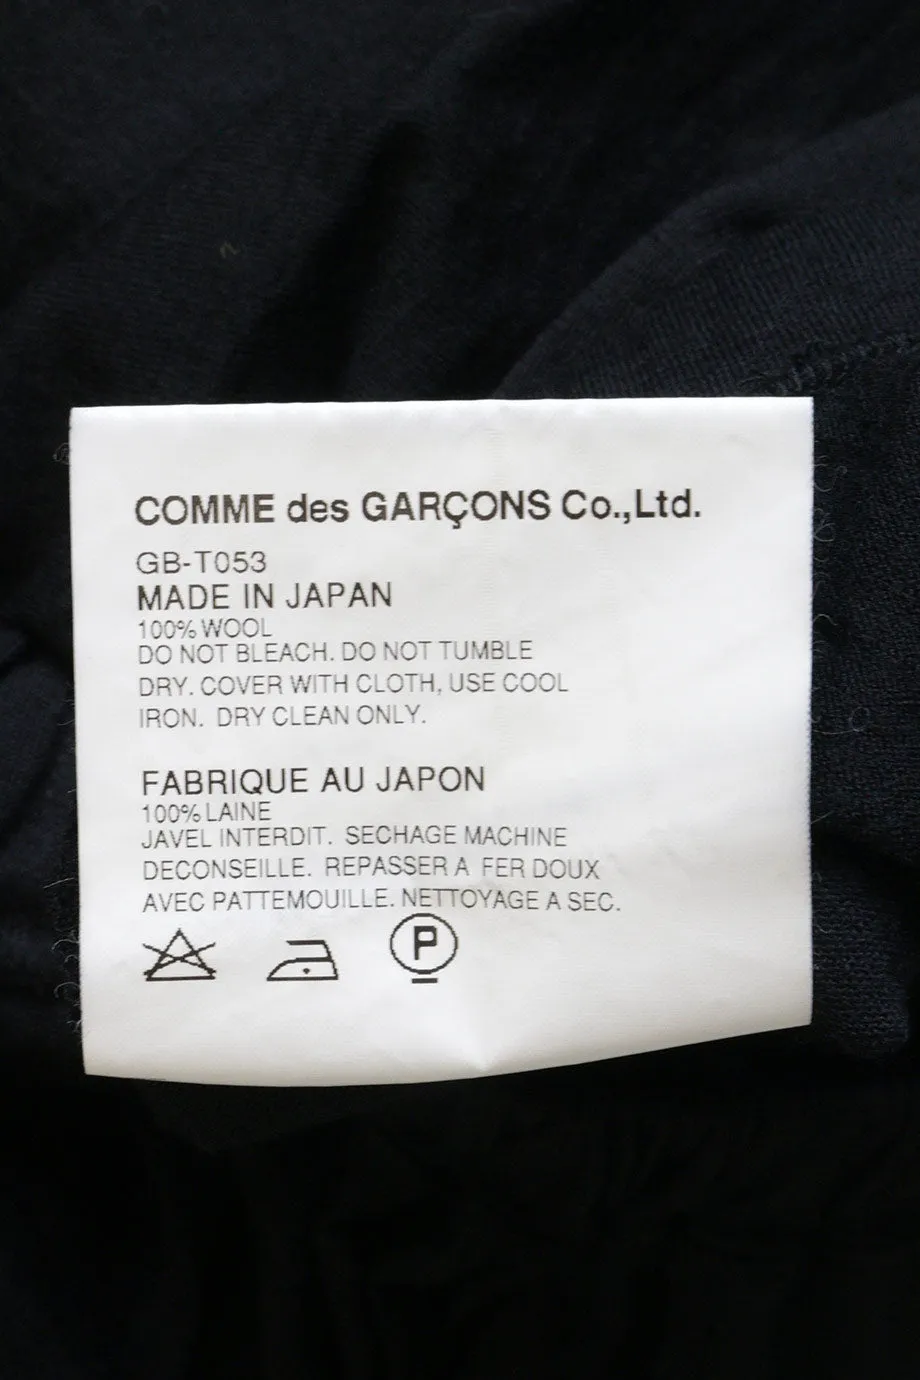 COMME des GARÇONS Co.,Ltd.
GB-T053
MADE IN JAPAN
100% WOOL
DO NOT BLEACH. DO NOT TUMBLE
DRY. COVER WITH CLOTH, USE COOL
IRON. DRY CLEAN ONLY.
FABRIQUE AU JAPON
100% LAINE
JAVEL INTERDIT. SECHAGE MACHINE
DECONSEILLE. REPASSER A FER DOUX
AVEC PATTEMOUILLE. NETTOYAGE A SEC.
P